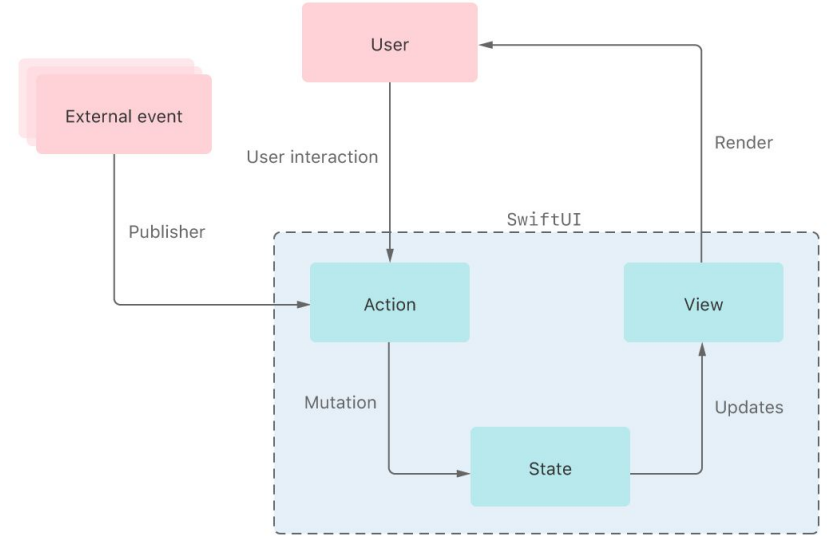 User
External event
User interaction
Render
Publisher
SwiftUI
Action
View
Mutation
Updates
State